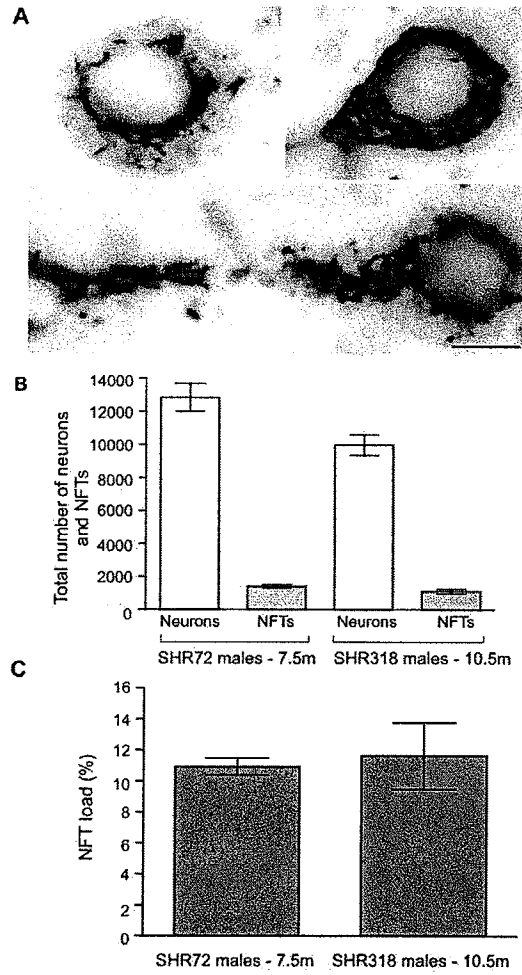 A
B
Total number of neurons
and NFTs
14000
12000
10000
8000
6000
4000
2000
0
Neurons
NFTs
Neurons
NFTs
SHR72 males - 7.5m
SHR318 males - 10.5m
C
NFT load (%)
16
14
12
10
8
6
4
2
0
SHR72 males - 7.5m
SHR318 males - 10.5m